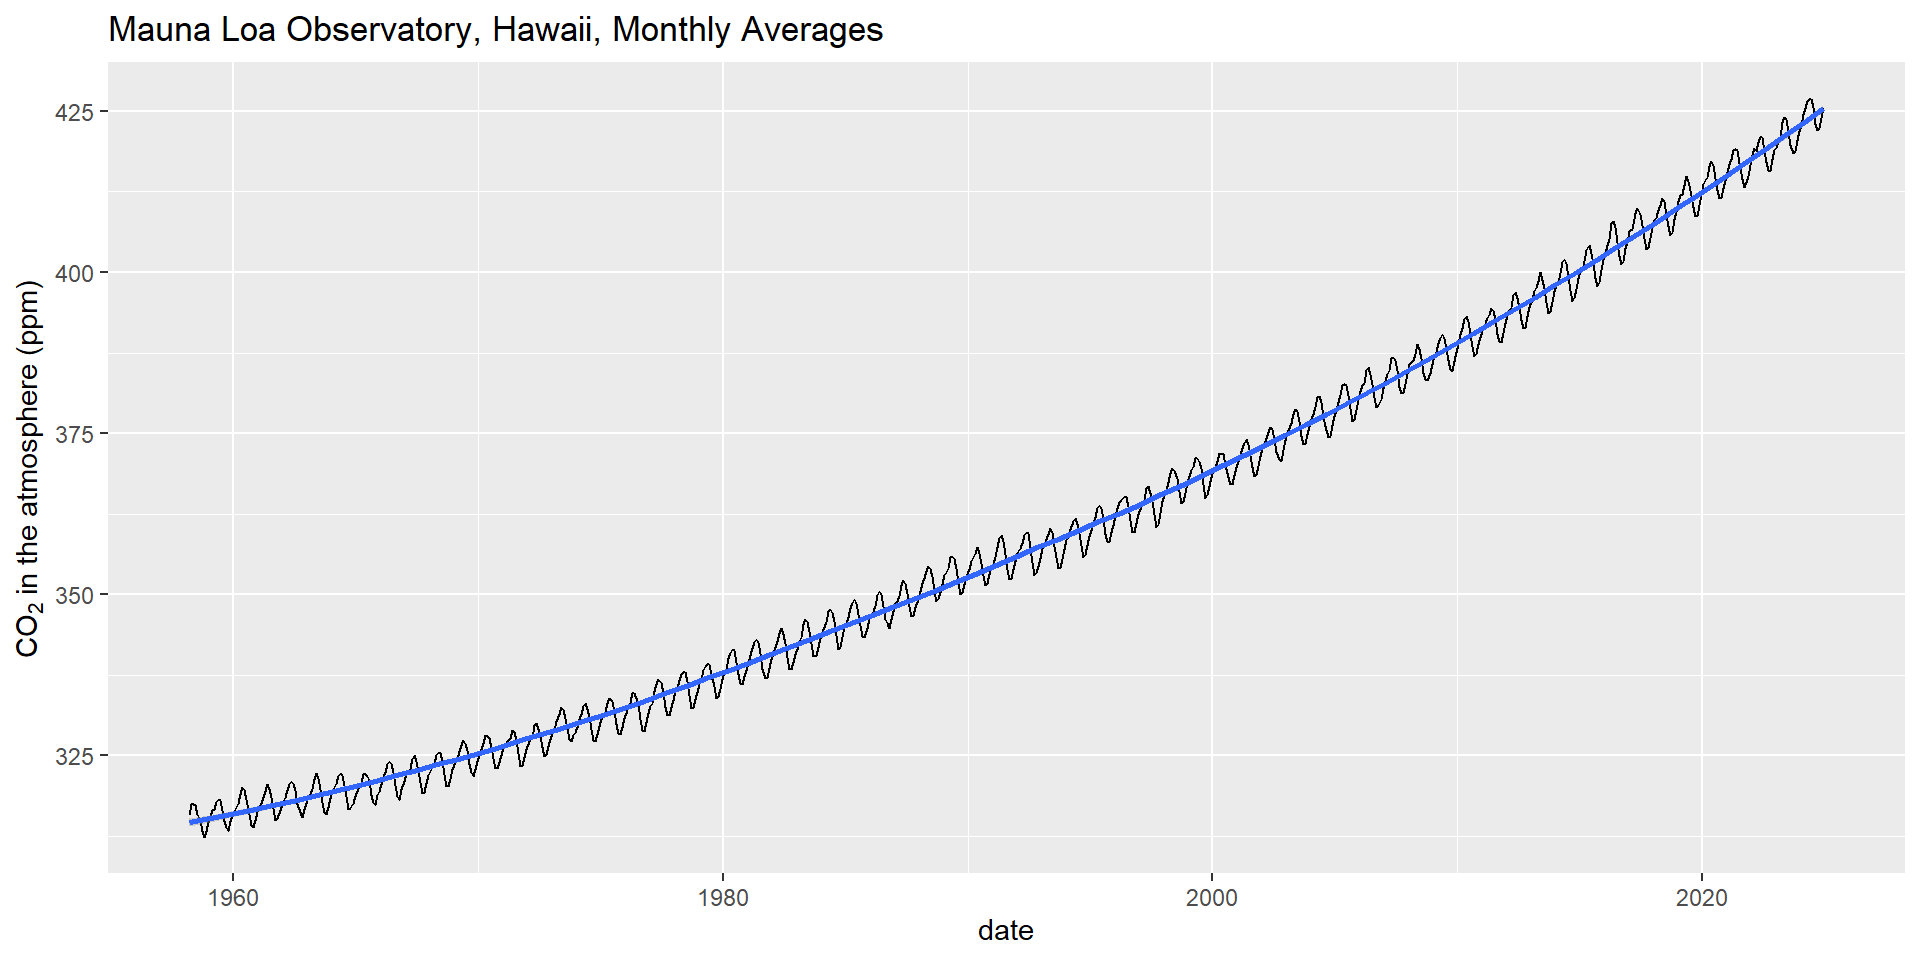 Mauna Loa Observatory, Hawaii, Monthly Averages
CO₂ in the atmosphere (ppm)
425
400
375
350
325
1960 1980 2000 2020
date